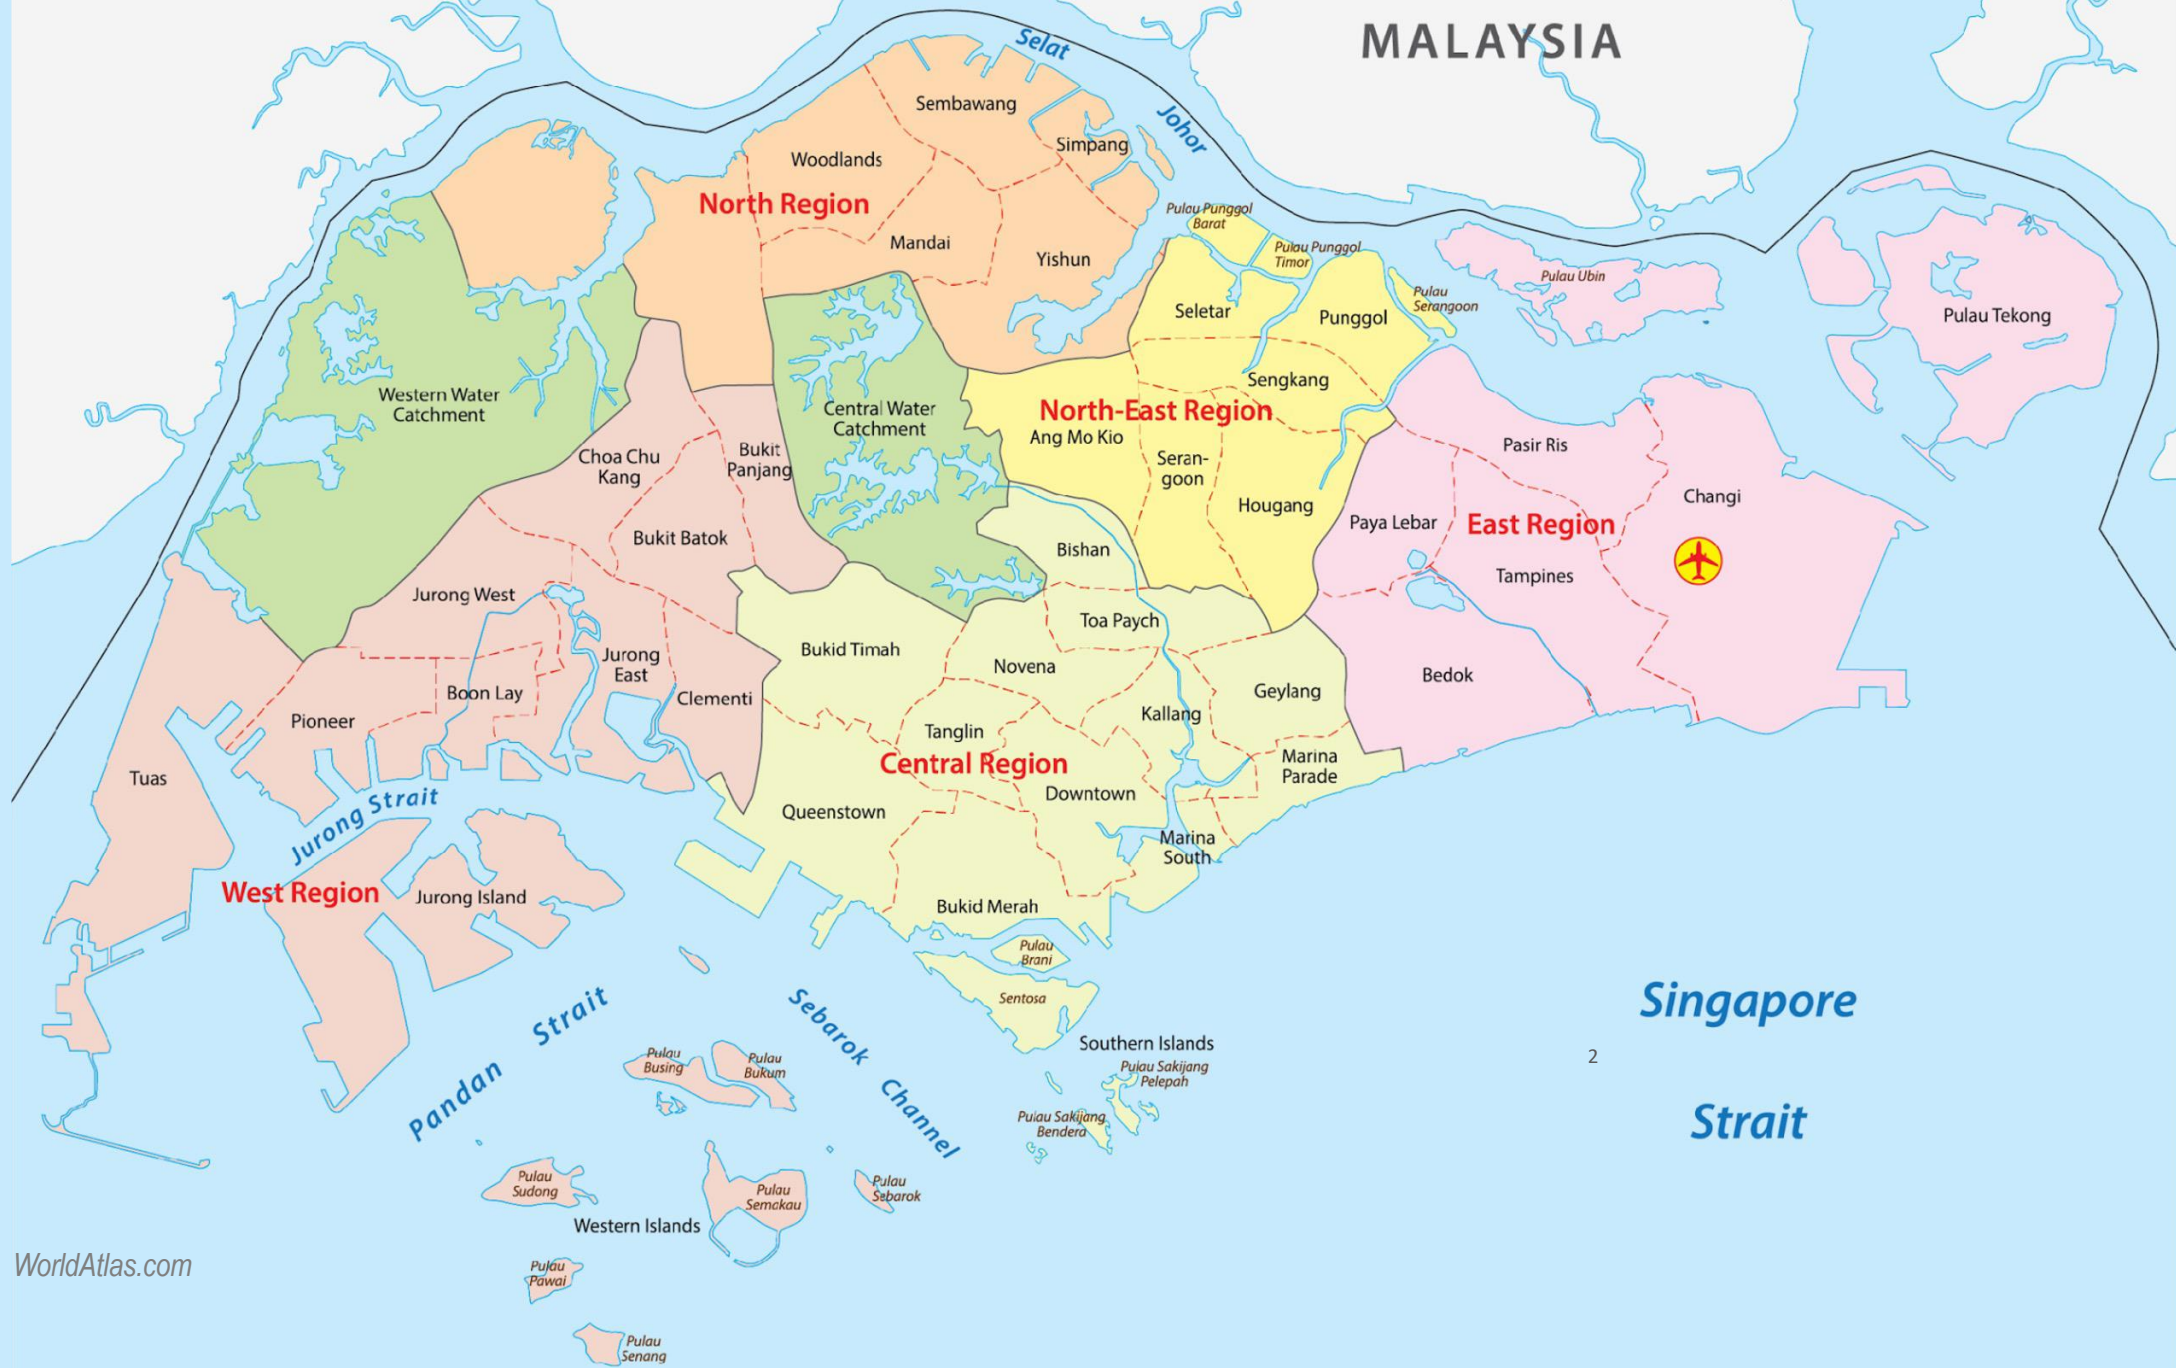 MALAYSIA
Selat
Johor
Sembawang
Simpang
Woodlands
North Region
Mandai
Yishun
Pulau Punggol
Barat
Pulau Punggol
Timor
Pulau Ubin
Pulau
Serangoon
Seletar
Punggol
Pulau Tekong
Western Water
Catchment
Central Water
Catchment
Sengkang
North-East Region
Ang Mo Kio
Seran-
goon
Hougang
Pasir Ris
Changi
Paya Lebar
East Region
Tampines
Bedok
Choa Chu
Kang
Bukit
Panjang
Bukit Batok
Bishan
Jurong West
Toa Paych
Bukid Timah
Novena
Jurong
East
Boon Lay
Clementi
Geylang
Pioneer
Kallang
Tanglin
Central Region
Marina
Parade
Tuas
Downtown
Queenstown
Marina
South
Jurong Strait
West Region
Jurong Island
Bukid Merah
Pulau
Brani
Sentosa
Southern Islands
Pulau Sakijang
Pelepah
Pulau Sakijang
Bendera
Pandan Strait
Sebarok Channel
Singapore
2
Strait
Pulau
Busing
Pulau
Bukum
Pulau
Sudong
Pulau
Semakau
Pulau
Sebarok
Western Islands
Pulau
Pawai
Pulau
Senang
WorldAtlas.com